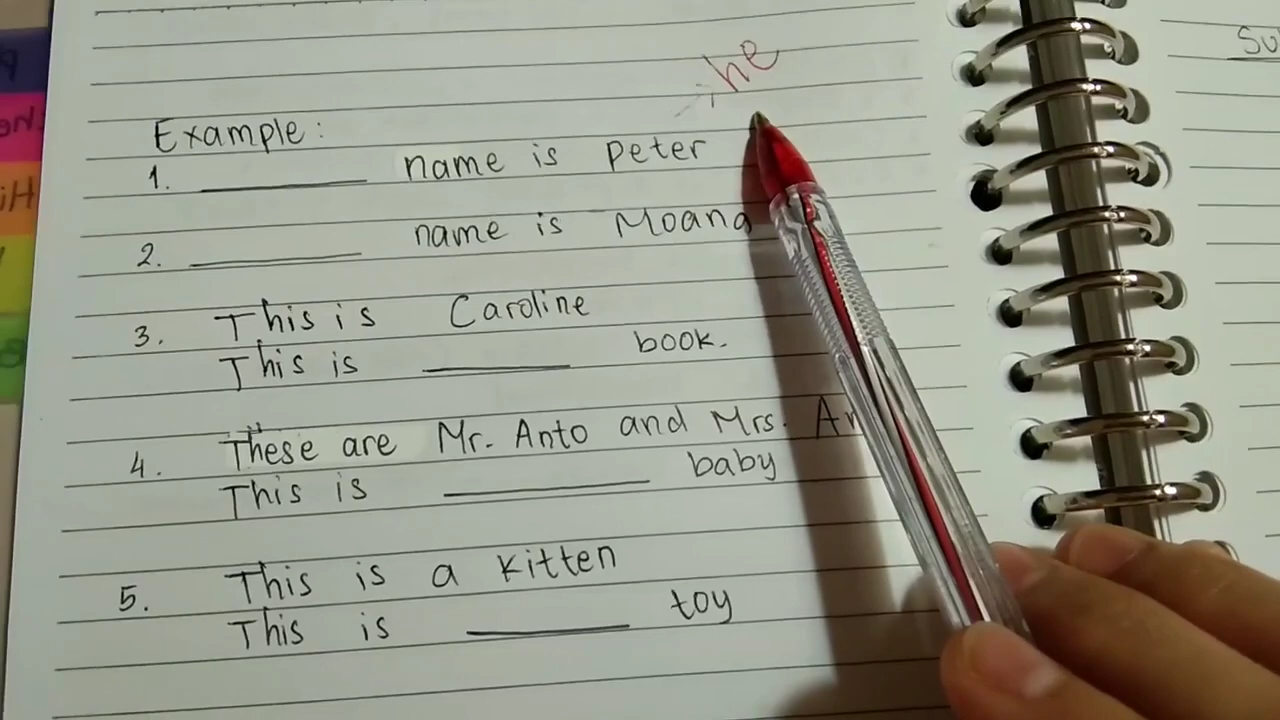 he
Example:
1. ________ name is peter
2. ________ name is Moana
3. This is Caroline
This is ________ book.
4. These are Mr. Anto and Mrs.
This is ________ baby
5. This is a kitten
This is ________ toy